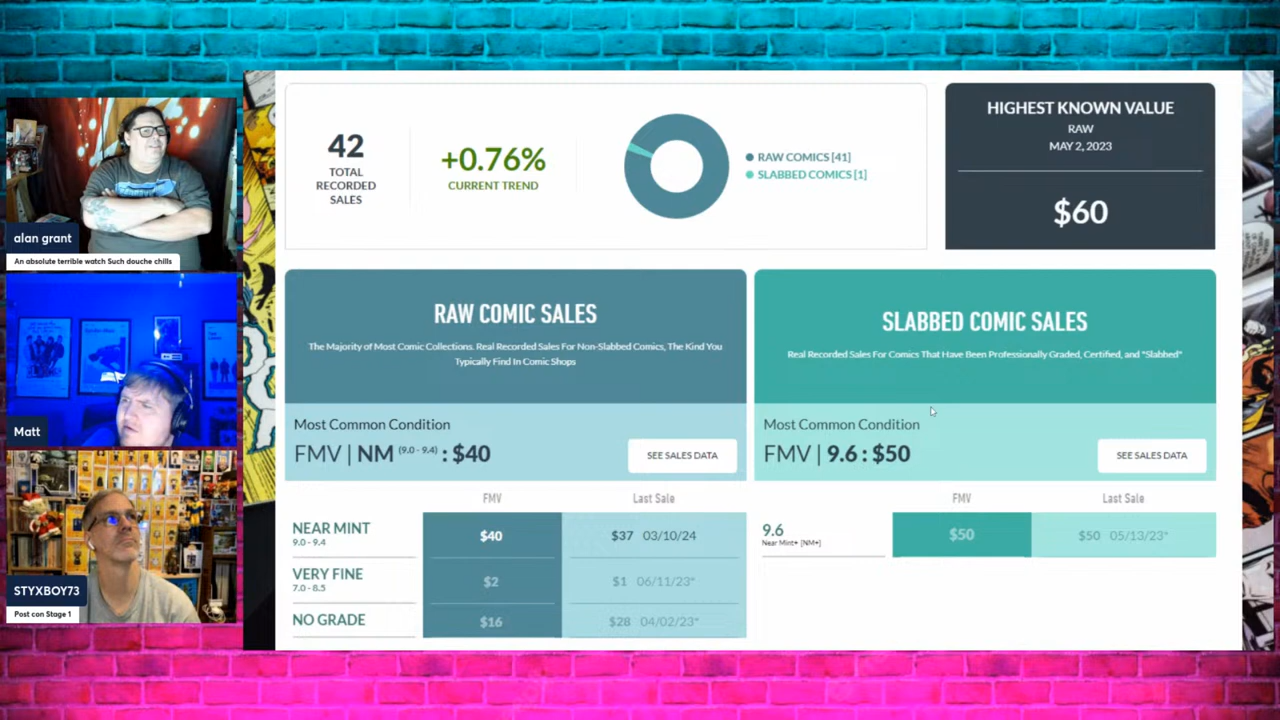 alan grant
An absolute terrible watch Such douche chills
Matt
STYXBOY73
Post con Stage 1
42
TOTAL
RECORDED
SALES
+0.76%
CURRENT TREND
RAW COMICS [41]
SLABBED COMICS [1]
HIGHEST KNOWN VALUE
RAW
MAY 2, 2023
$60
RAW COMIC SALES
The Majority of Most Comic Collections. Real Recorded Sales For Non-Slabbed Comics, The Kind You
Typically Find In Comic Shops
Most Common Condition
FMV | NM (9.0 - 9.4) : $40
SEE SALES DATA
FMV Last Sale
NEAR MINT $40 $37 03/10/24
9.0 - 9.4
VERY FINE $2 $1 06/11/23*
7.0 - 8.5
NO GRADE $16 $28 04/02/23*
SLABBED COMIC SALES
Real Recorded Sales For Comics That Have Been Professionally Graded, Certified, and "Slabbed"
Most Common Condition
FMV | 9.6 : $50
SEE SALES DATA
FMV Last Sale
9.6 $50 $50 05/13/23*
Near Mint+ [NM+]